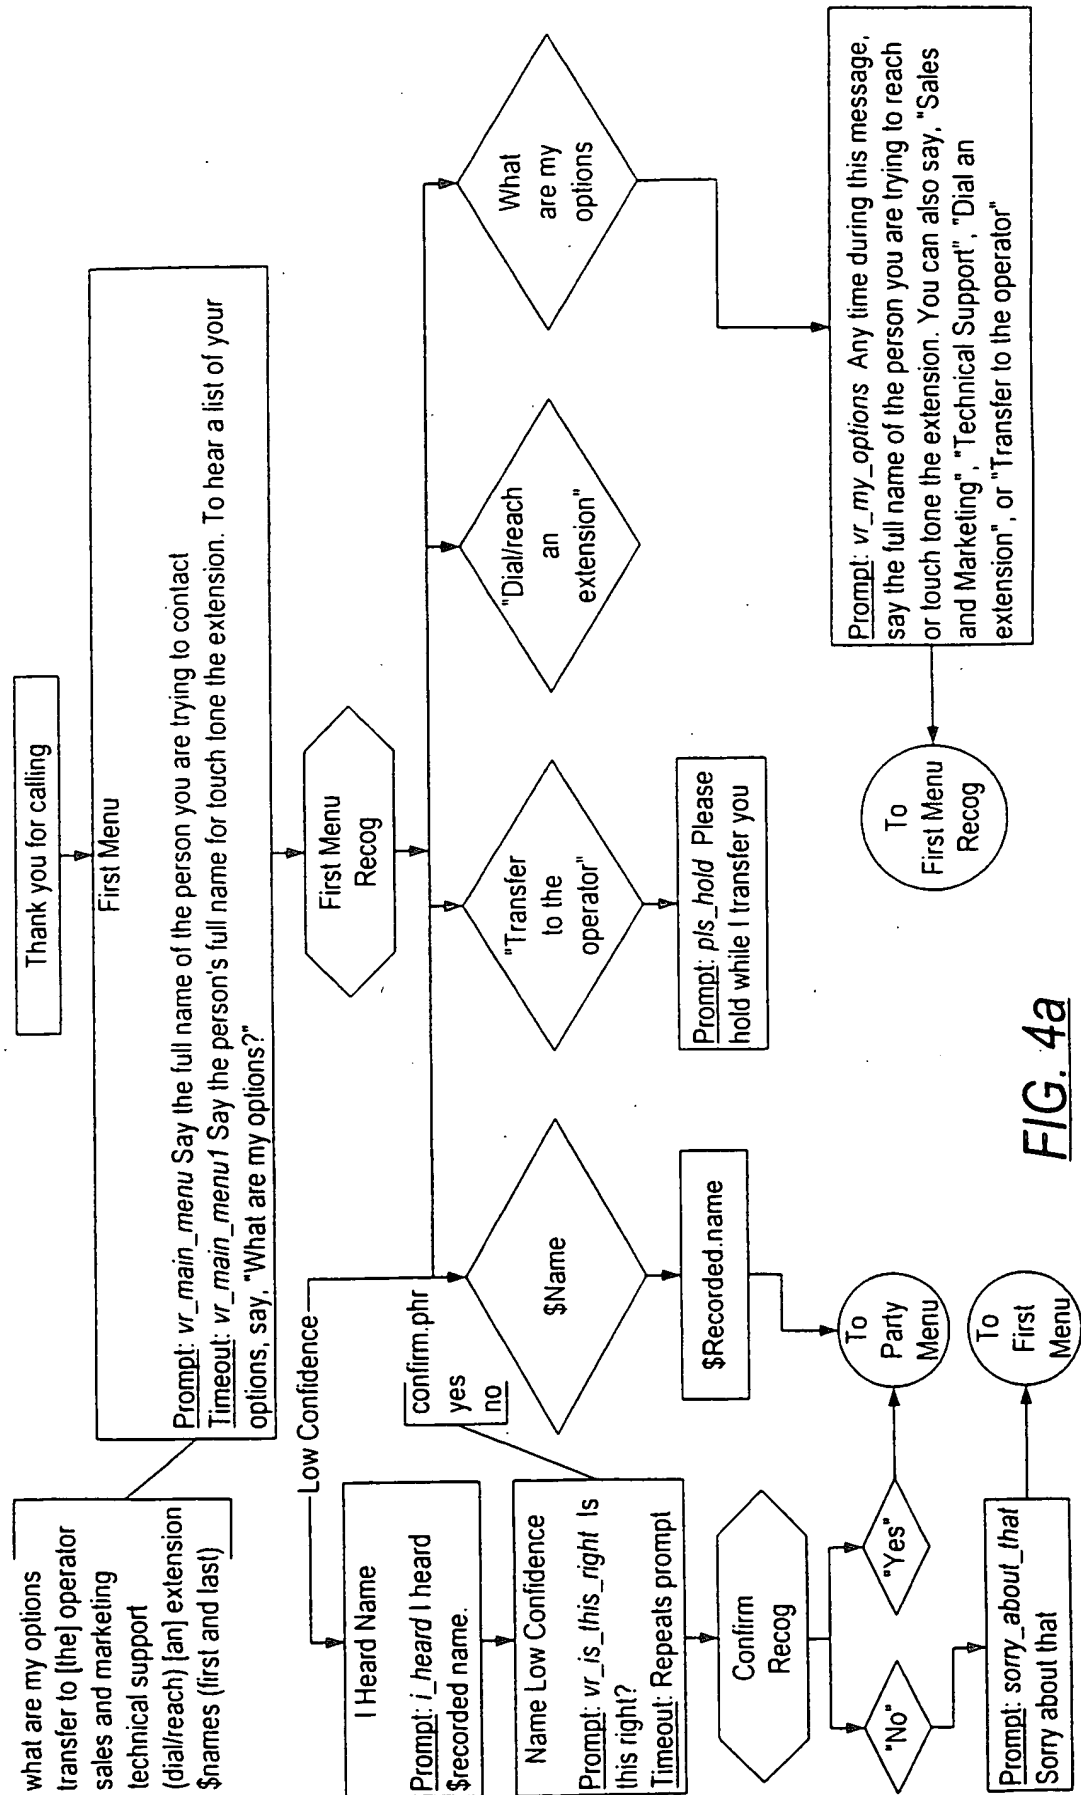 Thank you for calling
what are my options
transfer to [the] operator
sales and marketing
technical support
(dial/reach) [an] extension
$names (first and last)
First Menu
Prompt: vr_main_menu Say the full name of the person you are trying to contact
Timeout: vr_main_menu1 Say the person's full name for touch tone the extension. To hear a list of your
options, say, "What are my options?"
First Menu
Recog
Low Confidence
I Heard Name
Prompt: i_heard I heard
$recorded name.
confirm.phr
yes
no
Name Low Confidence
Prompt: vr_is_this_right Is
this right?
Timeout: Repeats prompt
Confirm
Recog
"No"
"Yes"
Prompt: sorry_about_that
Sorry about that
To
First
Menu
$Name
$Recorded.name
To
Party
Menu
"Transfer
to the
operator"
Prompt: pls_hold Please
hold while I transfer you
"Dial/reach
an
extension"
What
are my
options
Prompt: vr_my_options Any time during this message,
say the full name of the person you are trying to reach
or touch tone the extension. You can also say, "Sales
and Marketing", "Technical Support", "Dial an
extension", or "Transfer to the operator"
To
First Menu
Recog
FIG. 4a